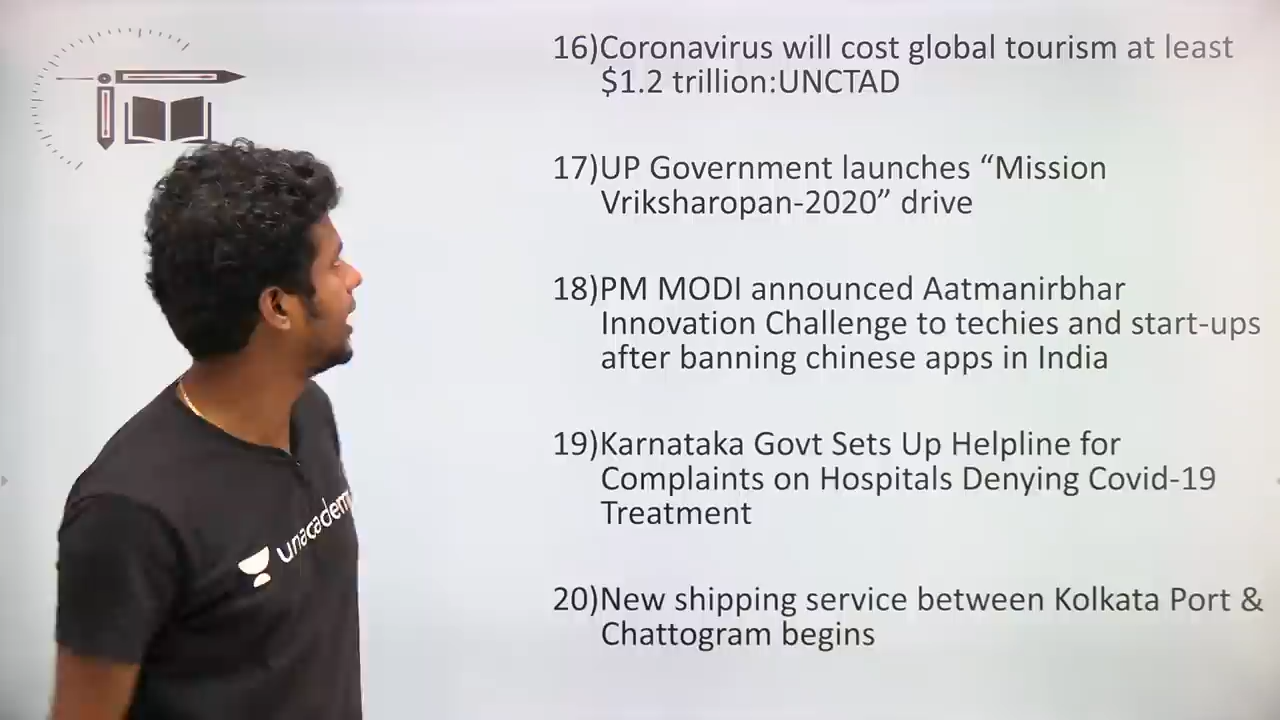 16)Coronavirus will cost global tourism at least
$1.2 trillion:UNCTAD
17)UP Government launches “Mission
Vriksharopan-2020” drive
18)PM MODI announced Aatmanirbhar
Innovation Challenge to techies and start-ups
after banning chinese apps in India
19)Karnataka Govt Sets Up Helpline for
Complaints on Hospitals Denying Covid-19
Treatment
20)New shipping service between Kolkata Port &
Chattogram begins
unacademy